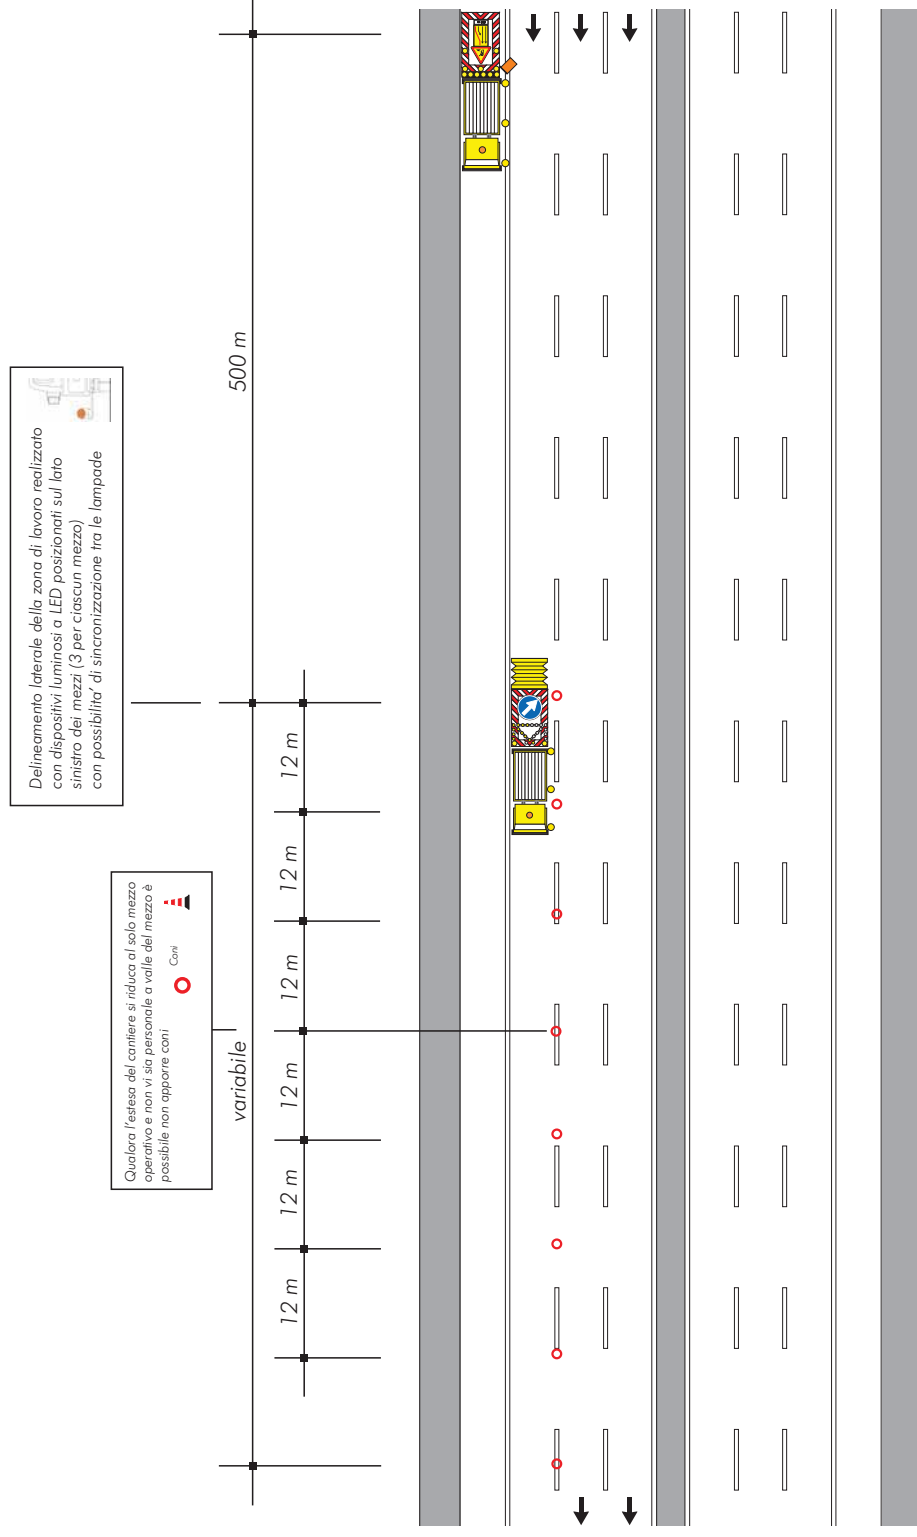 500 m
Delineamento laterale della zona di lavoro realizzato
con dispositivi luminosi a LED posizionati sul lato
sinistro dei mezzi (3 per ciascun mezzo)
con possibilita' di sincronizzazione tra le lampade
12 m
12 m
12 m
12 m
12 m
12 m
Qualora l'estesa del cantiere si riduca al solo mezzo
operativo e non vi sia personale a valle del mezzo è
possibile non apporre coni
Coni
variabile